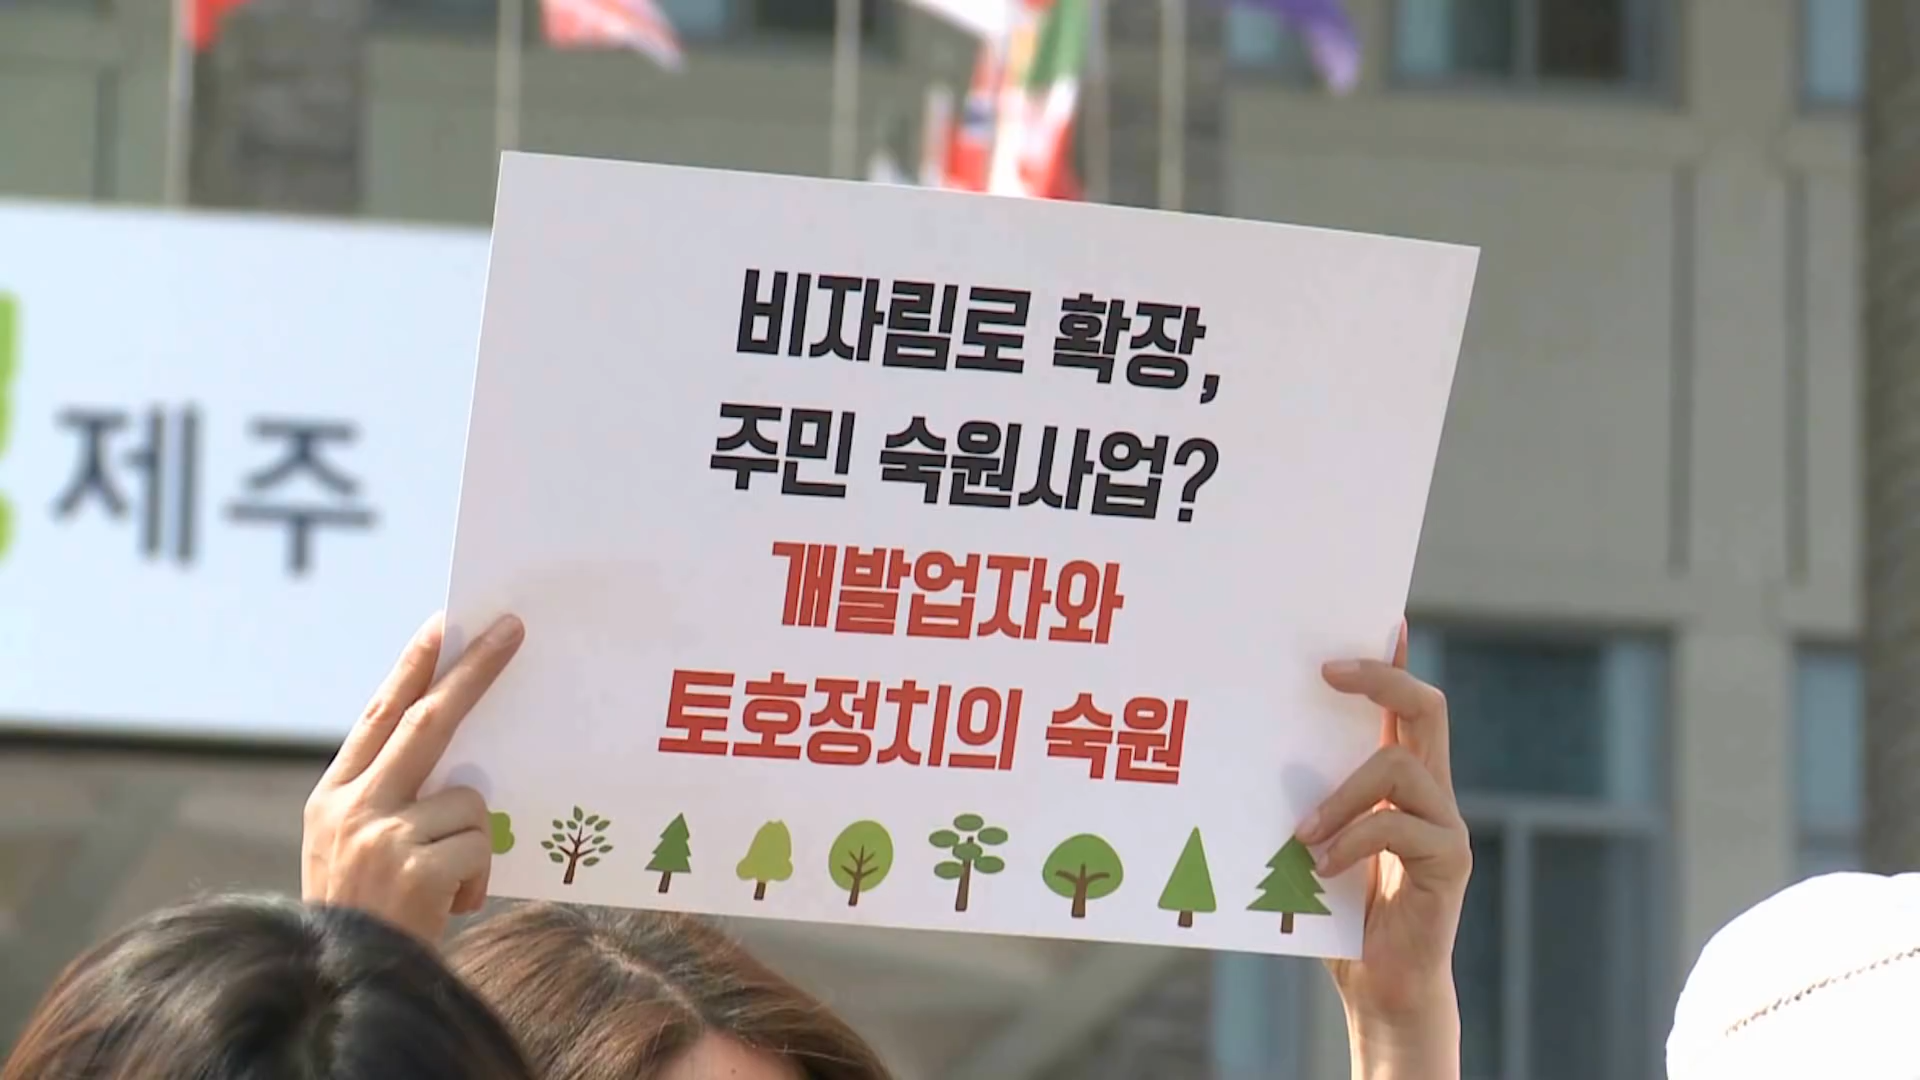 제주
비자림로 확장,
주민 숙원사업?
개발업자와
토호정치의 숙원